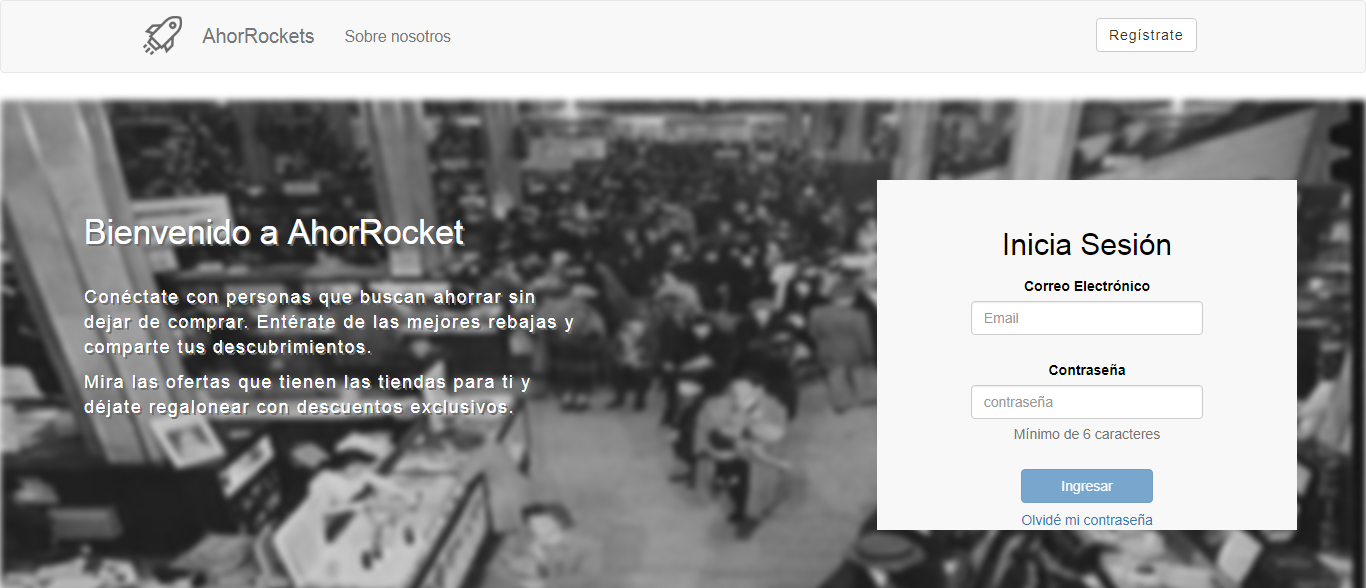 AhorRockets
Sobre nosotros
Regístrate
Bienvenido a AhorRocket
Conéctate con personas que buscan ahorrar sin
dejar de comprar. Entérate de las mejores rebajas y
comparte tus descubrimientos.
Mira las ofertas que tienen las tiendas para ti y
déjate regalonear con descuentos exclusivos.
Inicia Sesión
Correo Electrónico
Email
Contraseña
contraseña
Mínimo de 6 caracteres
Ingresar
Olvidé mi contraseña